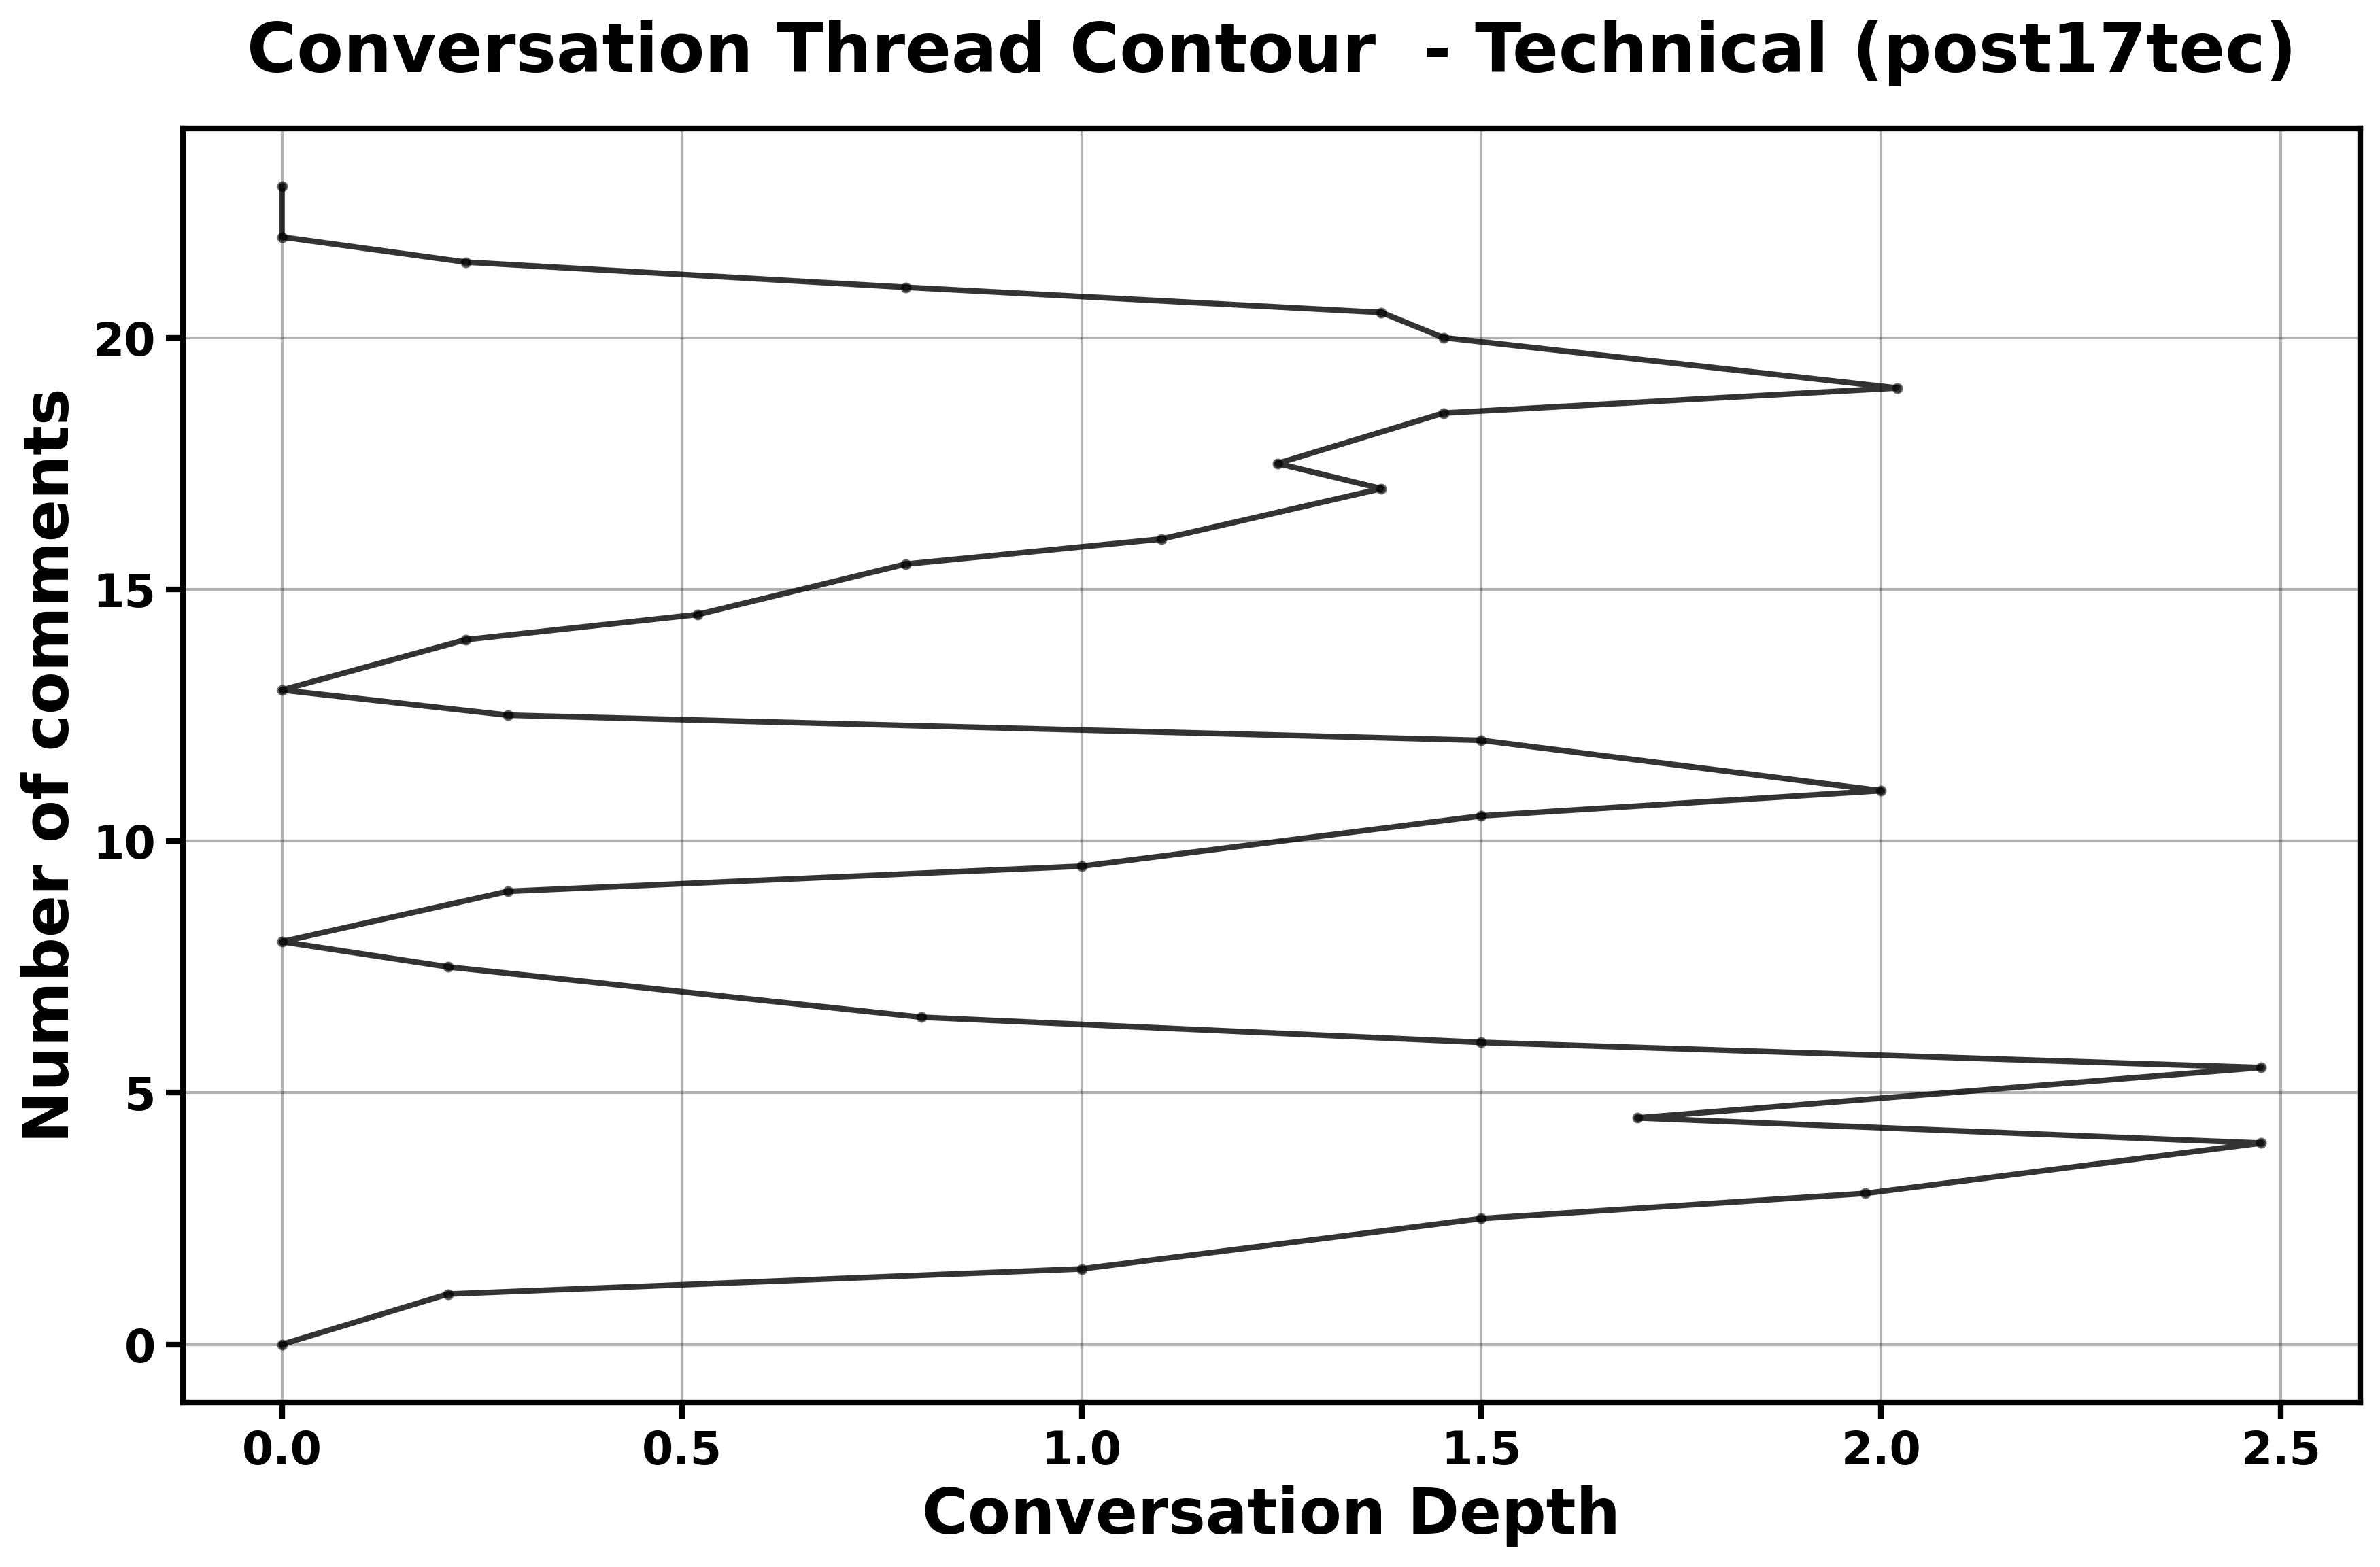 Conversation Thread Contour  - Technical (post17tec)
Number of comments
20
15
10
5
0
0.0 0.5 1.0 1.5 2.0 2.5
Conversation Depth